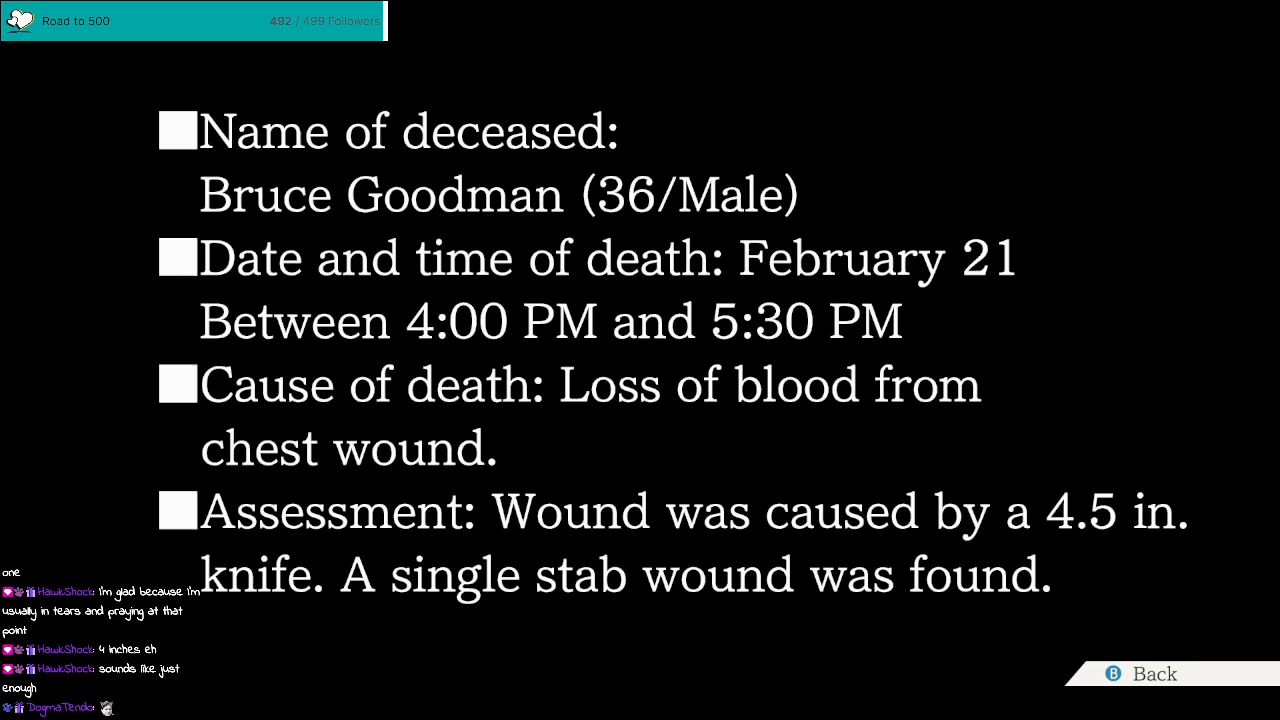 Road to 500
492 / 499 Followers
Name of deceased:
Bruce Goodman (36/Male)
Date and time of death: February 21
Between 4:00 PM and 5:30 PM
Cause of death: Loss of blood from
chest wound.
Assessment: Wound was caused by a 4.5 in.
knife. A single stab wound was found.
one
HawkShock: I'm glad because I'm
usually in tears and praying at that
point
HawkShock: 4 inches eh
HawkShock: sounds like just
enough
DogmaTendo:
B Back